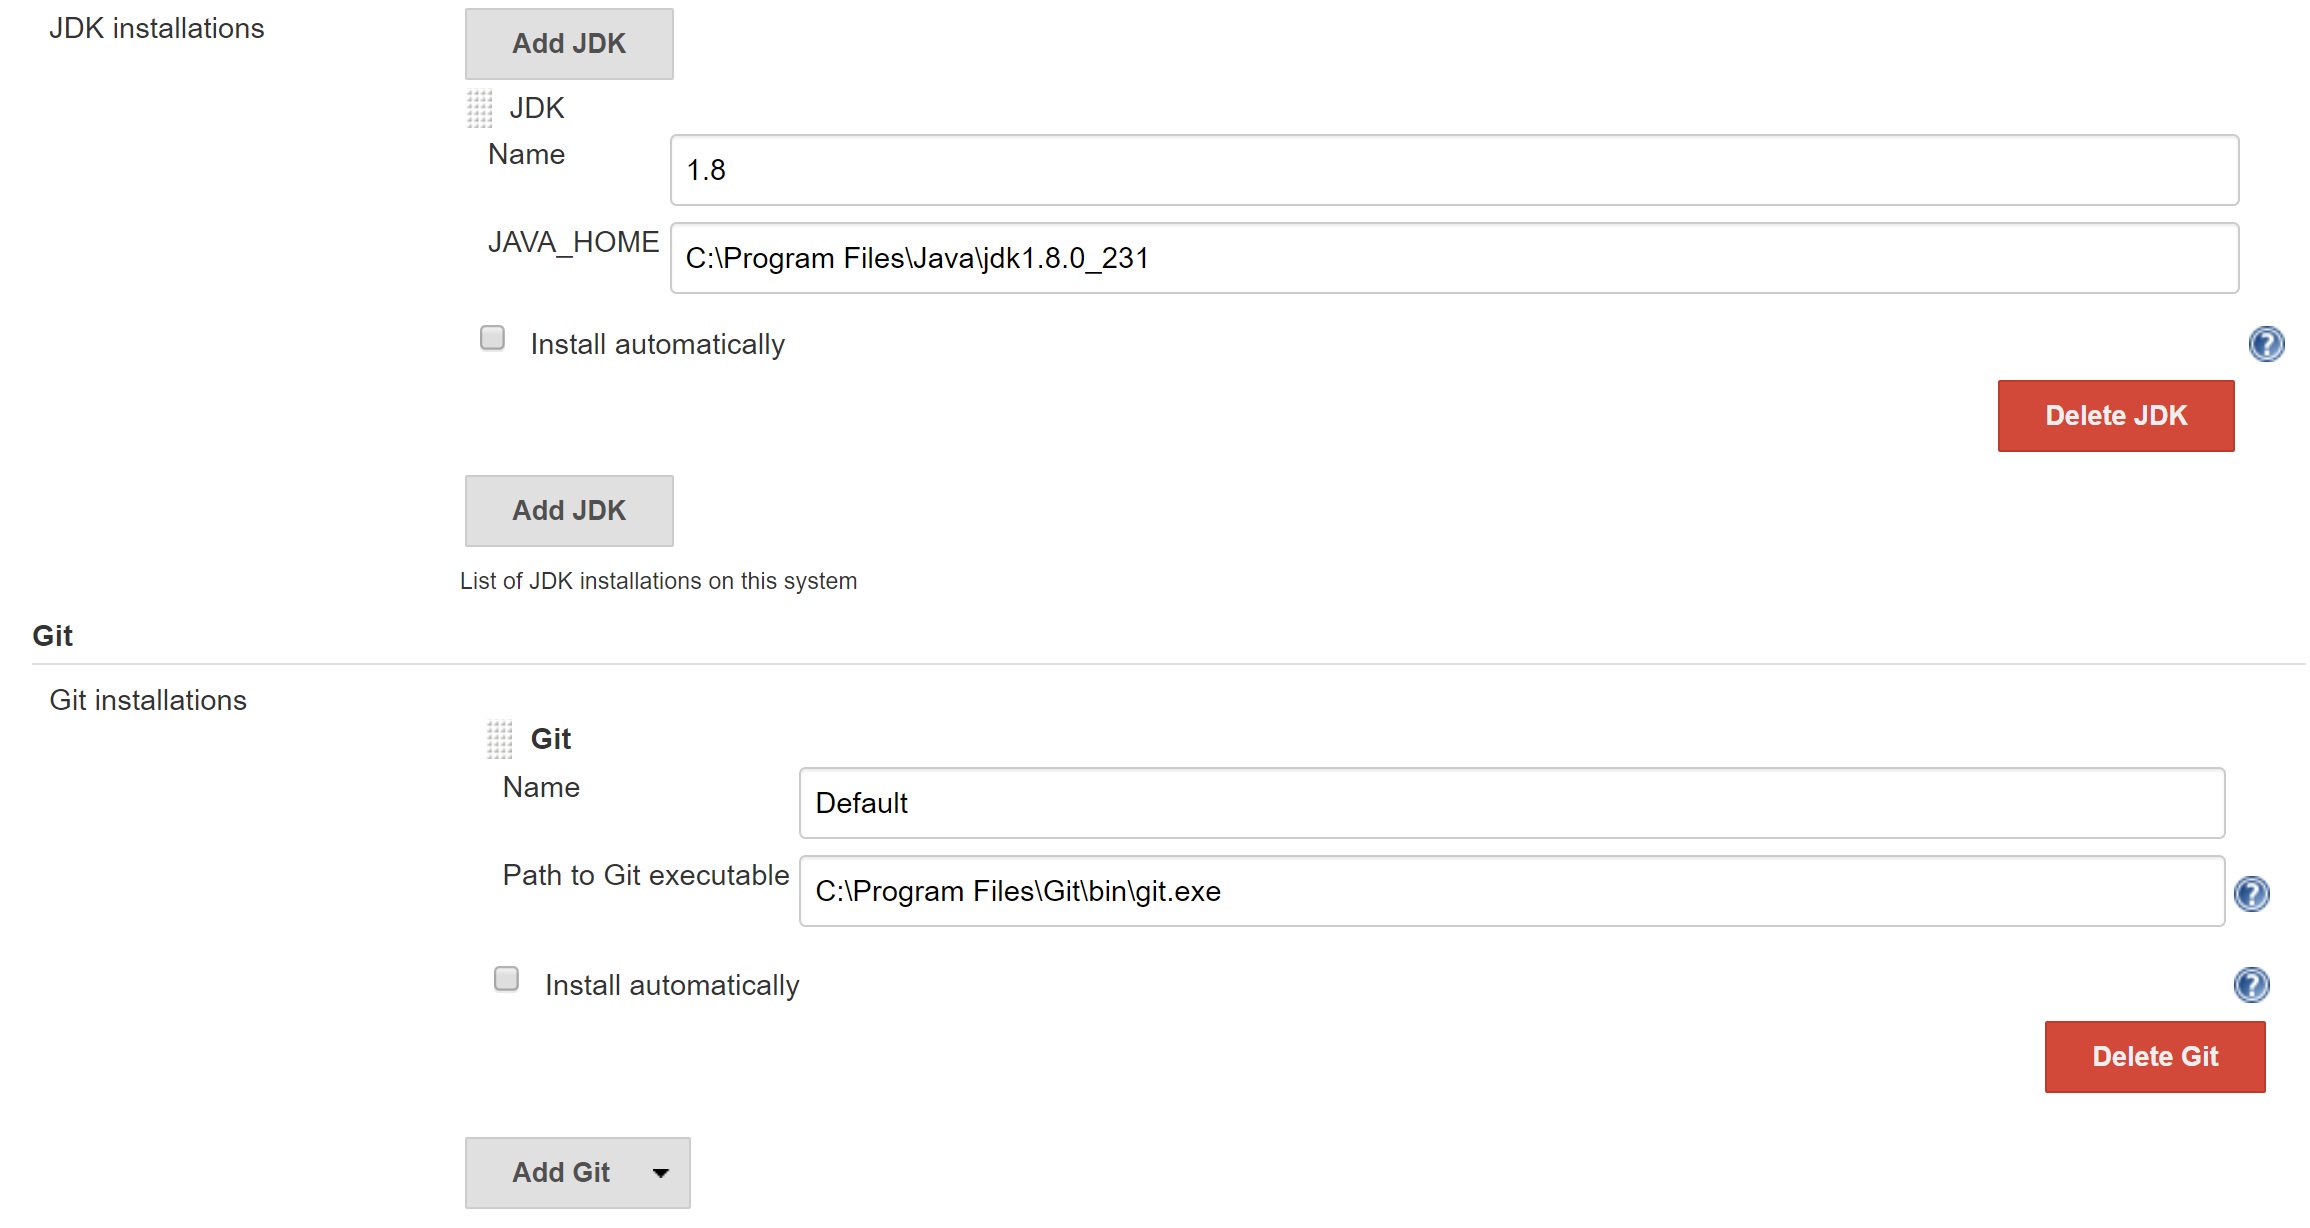 JDK installations
Add JDK
JDK
Name
1.8
JAVA_HOME
C:\Program Files\Java\jdk1.8.0_231
Install automatically
Delete JDK
Add JDK
List of JDK installations on this system
Git
Git installations
Git
Name
Default
Path to Git executable
C:\Program Files\Git\bin\git.exe
Install automatically
Delete Git
Add Git